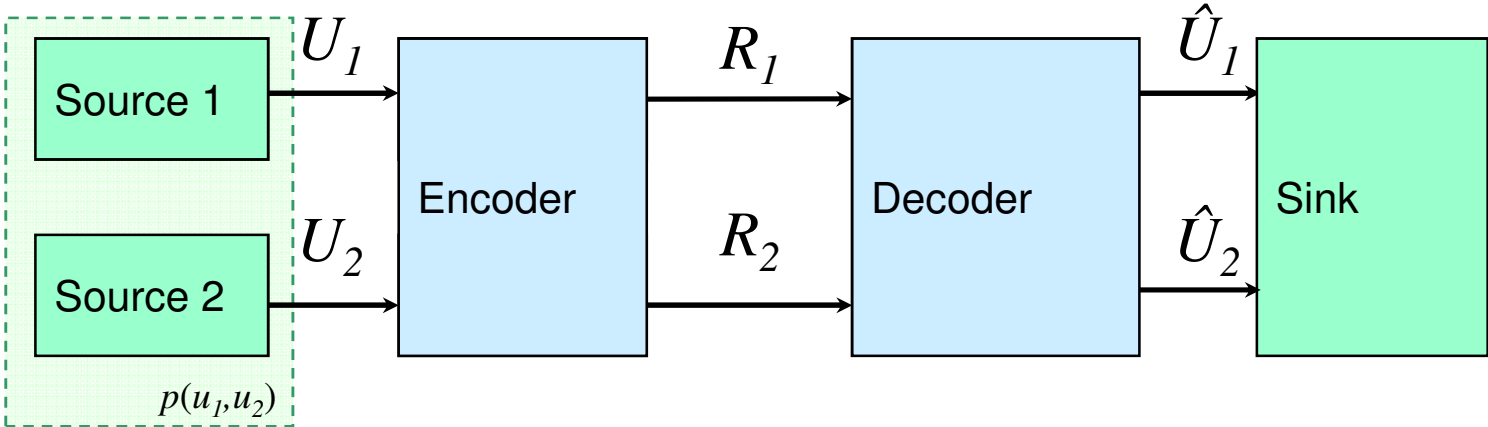 Source 1
U₁
Encoder
R₁
Decoder
Û₁
Sink
Source 2
U₂
R₂
Û₂
p(u₁,u₂)